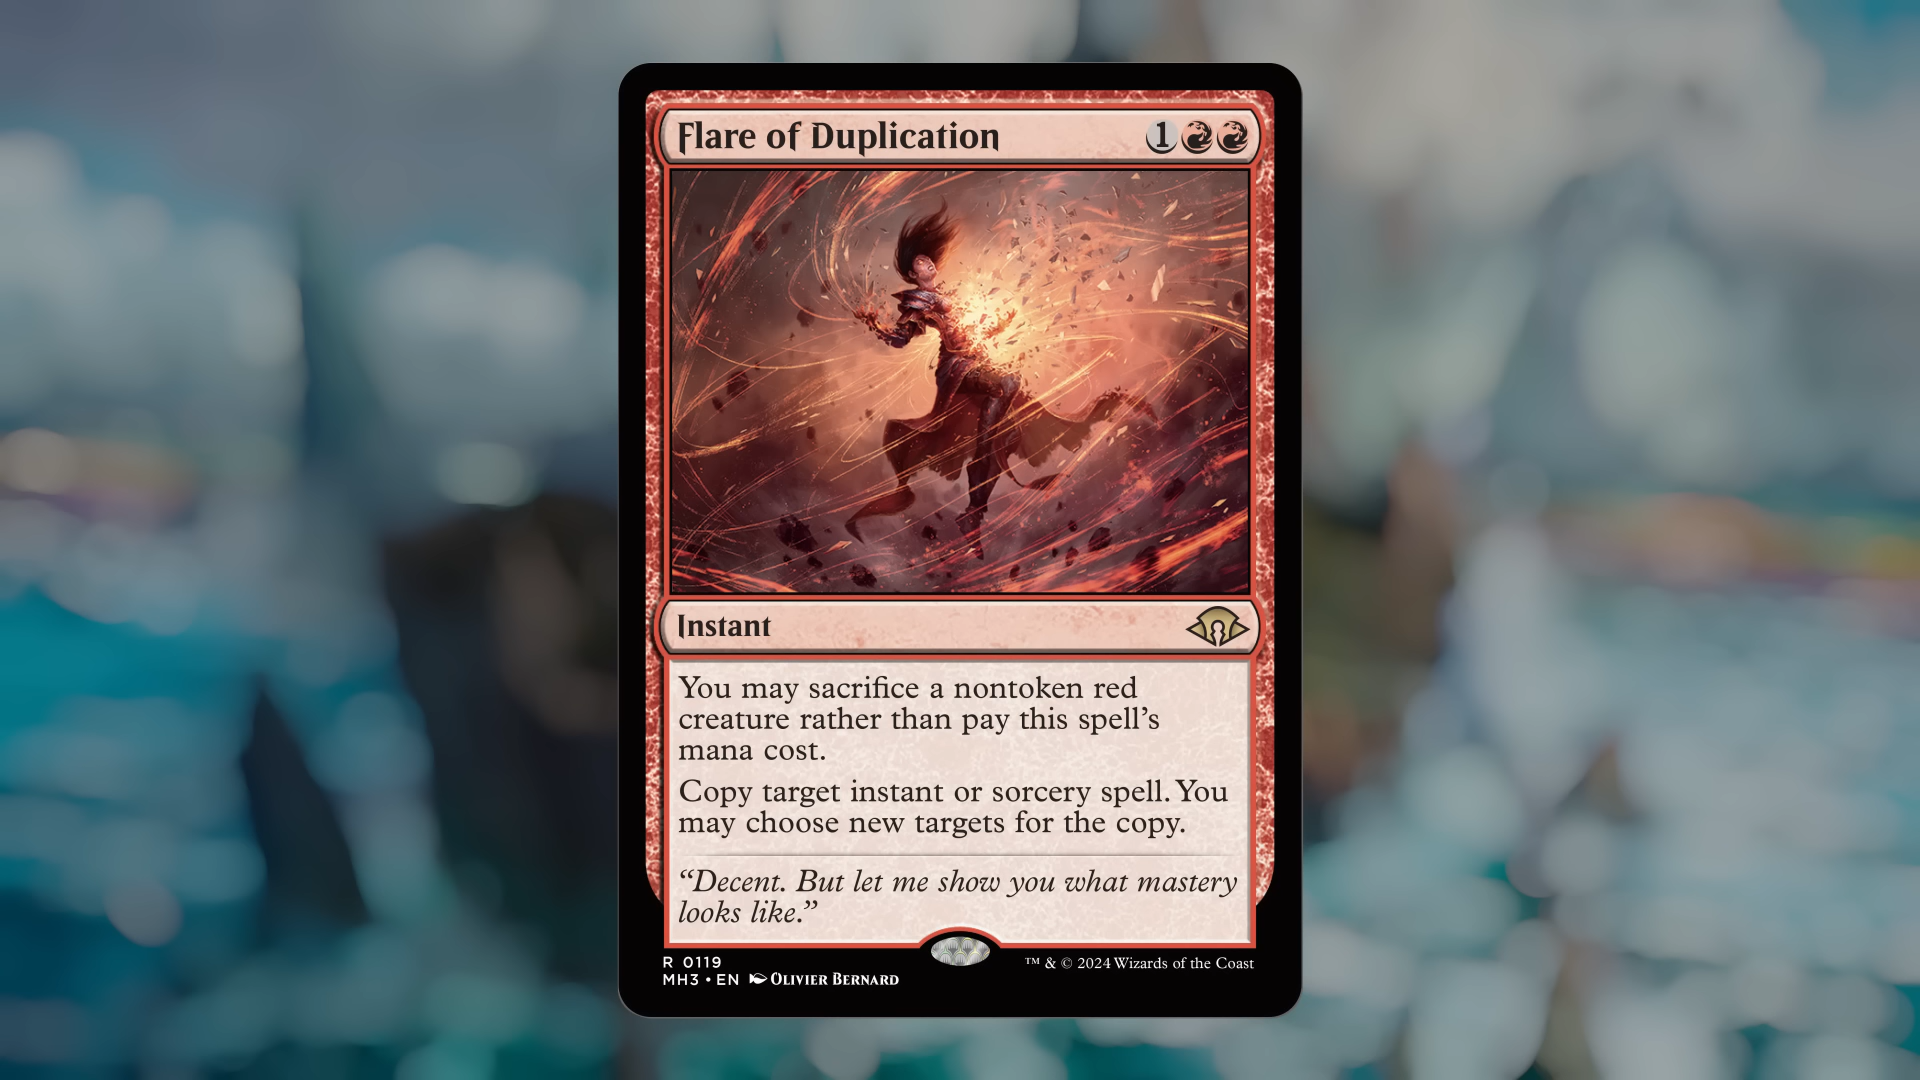 Flare of Duplication 1
Instant
You may sacrifice a nontoken red
creature rather than pay this spell's
mana cost.
Copy target instant or sorcery spell. You
may choose new targets for the copy.
“Decent. But let me show you what mastery
looks like.”
R 0119
MH3 • EN OLIVIER BERNARD
™ & © 2024 Wizards of the Coast